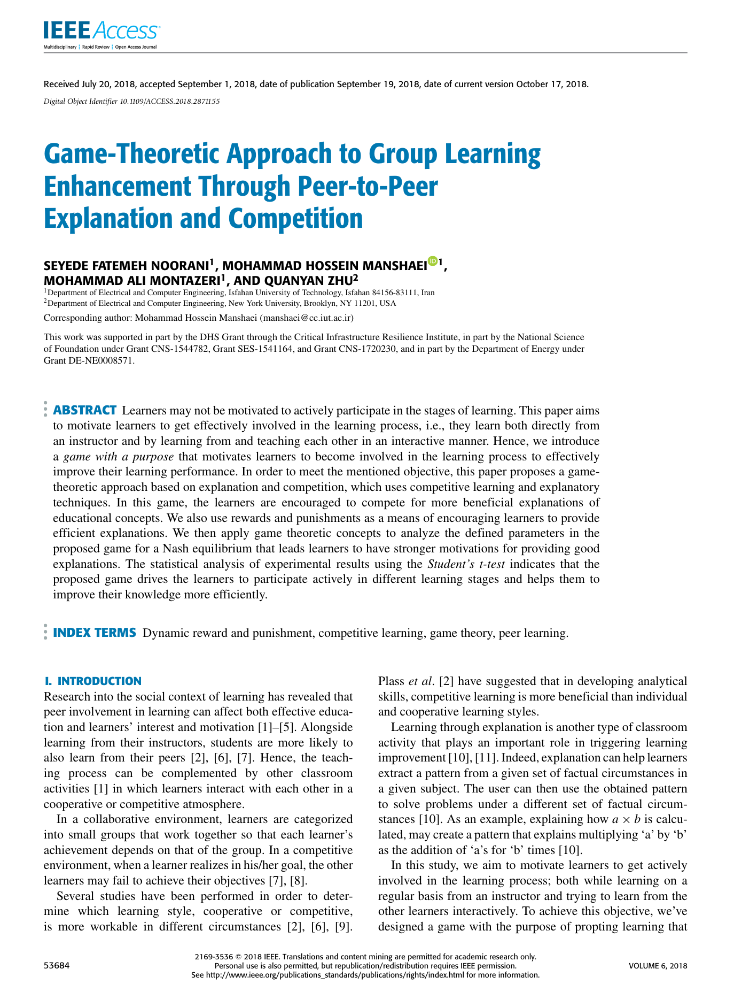 IEEE Access
Multidisciplinary Rapid Review Open Access Journal
Received July 20, 2018, accepted September 1, 2018, date of publication September 19, 2018, date of current version October 17, 2018.
Digital Object Identifier 10.1109/ACCESS.2018.2871155
Game-Theoretic Approach to Group Learning
Enhancement Through Peer-to-Peer
Explanation and Competition
SEYEDE FATEMEH NOORANI1, MOHAMMAD HOSSEIN MANSHAEI iD 1,
MOHAMMAD ALI MONTAZERI1, AND QUANYAN ZHU2
1Department of Electrical and Computer Engineering, Isfahan University of Technology, Isfahan 84156-83111, Iran
2Department of Electrical and Computer Engineering, New York University, Brooklyn, NY 11201, USA
Corresponding author: Mohammad Hossein Manshaei (manshaei@cc.iut.ac.ir)
This work was supported in part by the DHS Grant through the Critical Infrastructure Resilience Institute, in part by the National Science
of Foundation under Grant CNS-1544782, Grant SES-1541164, and Grant CNS-1720230, and in part by the Department of Energy under
Grant DE-NE0008571.
ABSTRACT Learners may not be motivated to actively participate in the stages of learning. This paper aims
to motivate learners to get effectively involved in the learning process, i.e., they learn both directly from
an instructor and by learning from and teaching each other in an interactive manner. Hence, we introduce
a game with a purpose that motivates learners to become involved in the learning process to effectively
improve their learning performance. In order to meet the mentioned objective, this paper proposes a game-
theoretic approach based on explanation and competition, which uses competitive learning and explanatory
techniques. In this game, the learners are encouraged to compete for more beneficial explanations of
educational concepts. We also use rewards and punishments as a means of encouraging learners to provide
efficient explanations. We then apply game theoretic concepts to analyze the defined parameters in the
proposed game for a Nash equilibrium that leads learners to have stronger motivations for providing good
explanations. The statistical analysis of experimental results using the Student's t-test indicates that the
proposed game drives the learners to participate actively in different learning stages and helps them to
improve their knowledge more efficiently.
INDEX TERMS Dynamic reward and punishment, competitive learning, game theory, peer learning.
I. INTRODUCTION
Research into the social context of learning has revealed that
peer involvement in learning can affect both effective educa-
tion and learners' interest and motivation [1]–[5]. Alongside
learning from their instructors, students are more likely to
also learn from their peers [2], [6], [7]. Hence, the teach-
ing process can be complemented by other classroom
activities [1] in which learners interact with each other in a
cooperative or competitive atmosphere.
In a collaborative environment, learners are categorized
into small groups that work together so that each learner's
achievement depends on that of the group. In a competitive
environment, when a learner realizes in his/her goal, the other
learners may fail to achieve their objectives [7], [8].
Several studies have been performed in order to deter-
mine which learning style, cooperative or competitive,
is more workable in different circumstances [2], [6], [9].
Plass et al. [2] have suggested that in developing analytical
skills, competitive learning is more beneficial than individual
and cooperative learning styles.
Learning through explanation is another type of classroom
activity that plays an important role in triggering learning
improvement [10], [11]. Indeed, explanation can help learners
extract a pattern from a given set of factual circumstances in
a given subject. The user can then use the obtained pattern
to solve problems under a different set of factual circum-
stances [10]. As an example, explaining how a × b is calcu-
lated, may create a pattern that explains multiplying 'a' by 'b'
as the addition of 'a's for 'b' times [10].
In this study, we aim to motivate learners to get actively
involved in the learning process; both while learning on a
regular basis from an instructor and trying to learn from the
other learners interactively. To achieve this objective, we've
designed a game with the purpose of propting learning that
53684
2169-3536 © 2018 IEEE. Translations and content mining are permitted for academic research only.
Personal use is also permitted, but republication/redistribution requires IEEE permission.
See http://www.ieee.org/publications_standards/publications/rights/index.html for more information.
VOLUME 6, 2018